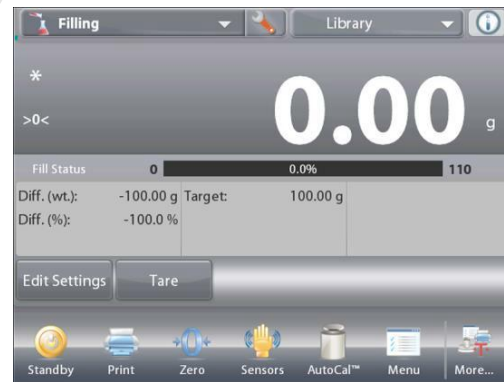 Filling Library
*
>0< 0.00 g
Fill Status 0 0.0% 110
Diff. (wt.): -100.00 g Target: 100.00 g
Diff. (%): -100.0 %
Edit Settings Tare
Standby Print Zero Sensors AutoCal™ Menu More...